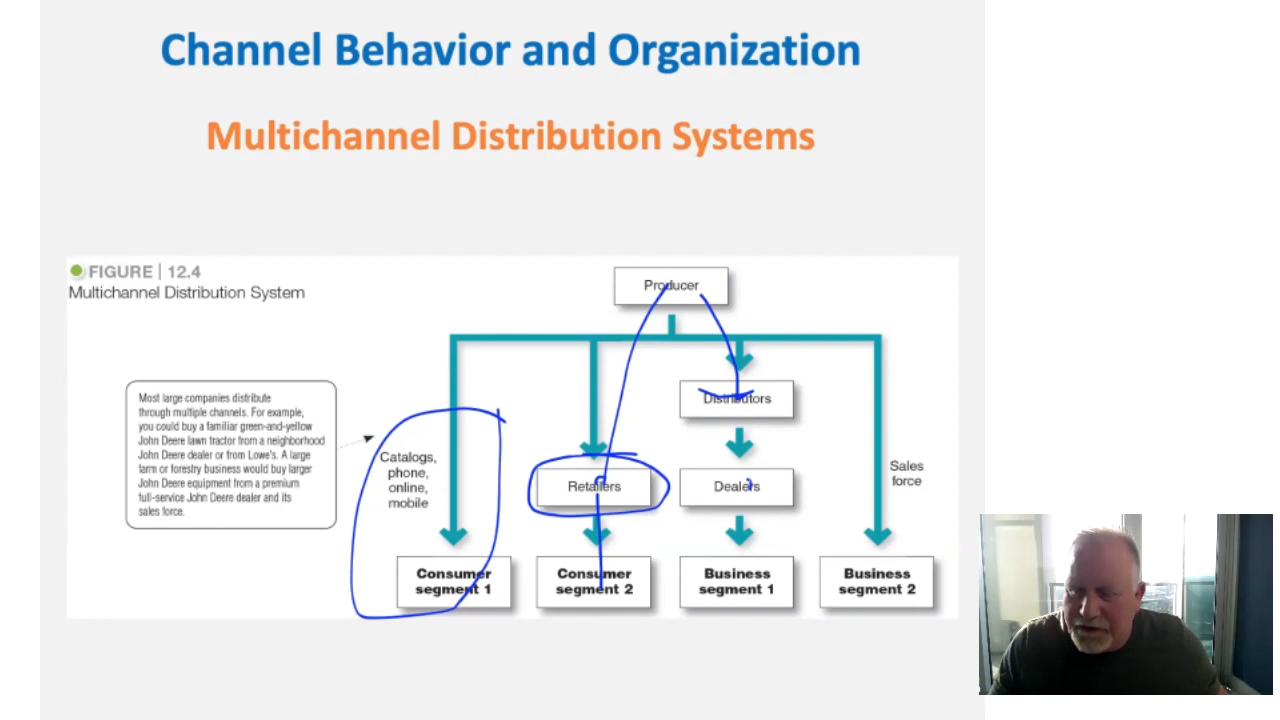 Channel Behavior and Organization
Multichannel Distribution Systems
FIGURE | 12.4
Multichannel Distribution System
Producer
Most large companies distribute
through multiple channels. For example,
you could buy a familiar green-and-yellow
John Deere lawn tractor from a neighborhood
John Deere dealer or from Lowe's. A large
farm or forestry business would buy larger
John Deere equipment from a premium
full-service John Deere dealer and its
sales force.
Distributors
Catalogs,
phone,
online,
mobile
Retailers
Dealers
Sales
force
Consumer
segment 1
Consumer
segment 2
Business
segment 1
Business
segment 2